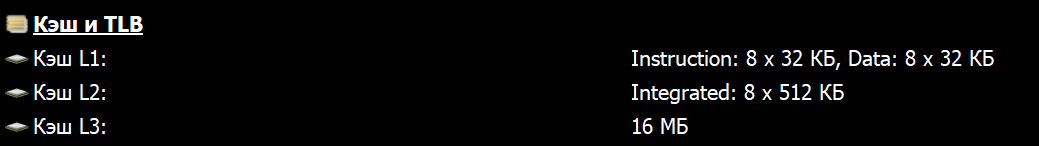 Кэш и TLB
Кэш L1: Instruction: 8 x 32 КБ, Data: 8 x 32 КБ
Кэш L2: Integrated: 8 x 512 КБ
Кэш L3: 16 МБ